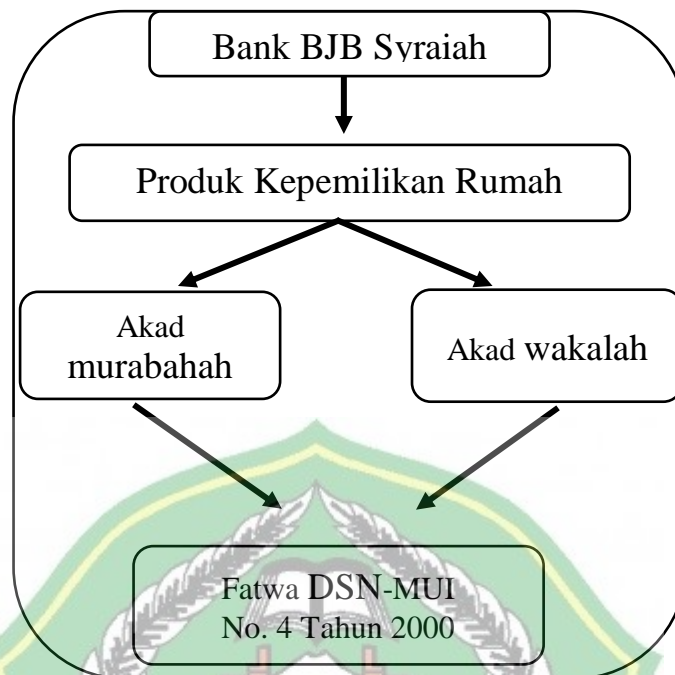 Bank BJB Syraiah
Produk Kepemilikan Rumah
Akad
murabahah
Akad wakalah
Fatwa DSN-MUI
No. 4 Tahun 2000